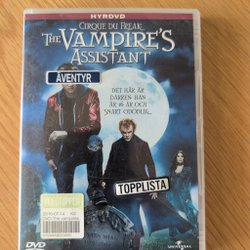 HYRDVD
CIRQUE DU FREAK
THE VAMPIRE'S
ASSISTANT
ÄVENTYR
DET HÄR ÄR
DARREN HAN
ÄR 16 ÅR OCH
SNART ODÖDLIG...
TOPPLISTA
DVD
UNIVERSAL